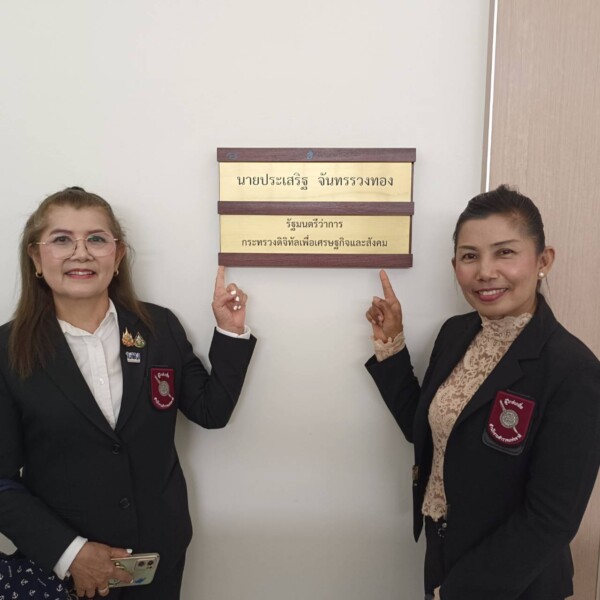 นายประเสริฐ จันทรรวงทอง
รัฐมนตรีว่าการ
กระทรวงดิจิทัลเพื่อเศรษฐกิจและสังคม